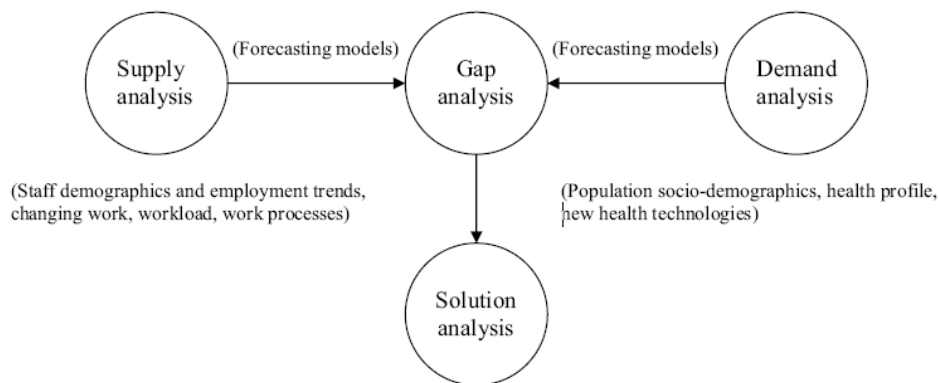 Supply
analysis
(Forecasting models)
Gap
analysis
(Forecasting models)
Demand
analysis
(Staff demographics and employment trends,
changing work, workload, work processes)
(Population socio-demographics, health profile,
new health technologies)
Solution
analysis